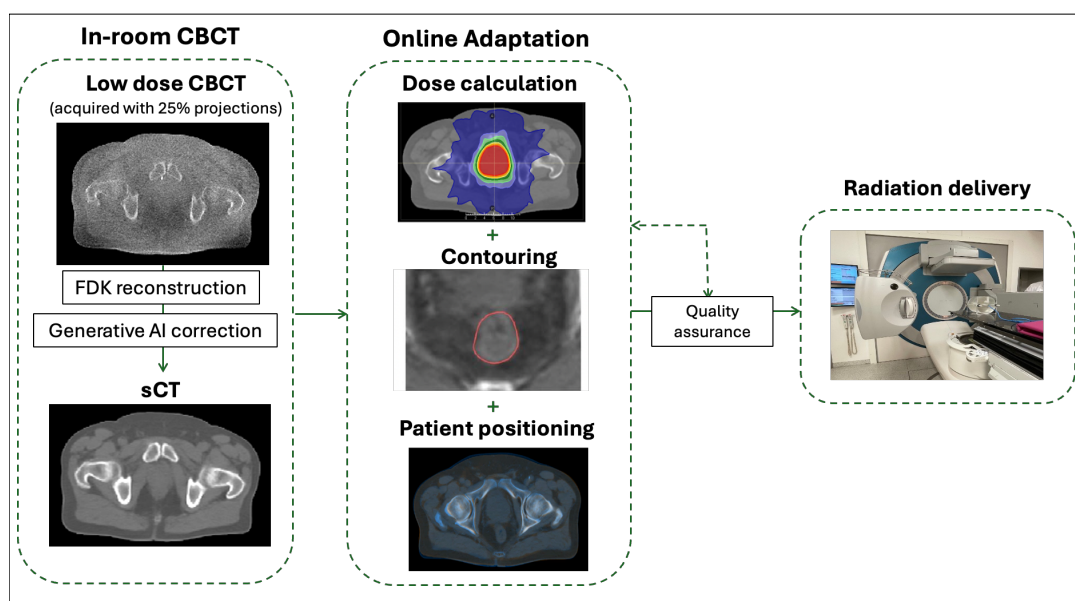 In-room CBCT
Low dose CBCT
(acquired with 25% projections)
FDK reconstruction
Generative AI correction
sCT
Online Adaptation
Dose calculation
+
Contouring
+
Patient positioning
Quality
assurance
Radiation delivery